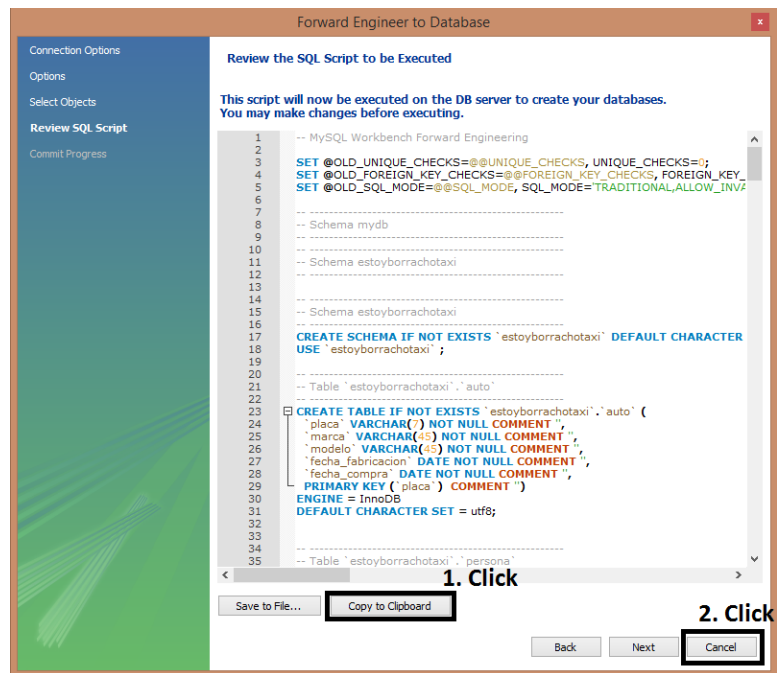 Forward Engineer to Database
x
Connection Options
Options
Select Objects
Review SQL Script
Commit Progress
Review the SQL Script to be Executed
This script will now be executed on the DB server to create your databases.
You may make changes before executing.
1 -- MySQL Workbench Forward Engineering
2
3 SET @OLD_UNIQUE_CHECKS=@@UNIQUE_CHECKS, UNIQUE_CHECKS=0;
4 SET @OLD_FOREIGN_KEY_CHECKS=@@FOREIGN_KEY_CHECKS, FOREIGN_KEY_
5 SET @OLD_SQL_MODE=@@SQL_MODE, SQL_MODE='TRADITIONAL,ALLOW_INVA
6
7 -- -----------------------------------------------------
8 -- Schema mydb
9 -- -----------------------------------------------------
10 -- -----------------------------------------------------
11 -- Schema estoyborrachotaxi
12 -- -----------------------------------------------------
13
14 -- -----------------------------------------------------
15 -- Schema estoyborrachotaxi
16 -- -----------------------------------------------------
17 CREATE SCHEMA IF NOT EXISTS `estoyborrachotaxi` DEFAULT CHARACTER
18 USE `estoyborrachotaxi` ;
19
20 -- -----------------------------------------------------
21 -- Table `estoyborrachotaxi`.`auto`
22 -- -----------------------------------------------------
23 CREATE TABLE IF NOT EXISTS `estoyborrachotaxi`.`auto` (
24 `placa` VARCHAR(7) NOT NULL COMMENT '',
25 `marca` VARCHAR(45) NOT NULL COMMENT '',
26 `modelo` VARCHAR(45) NOT NULL COMMENT '',
27 `fecha_fabricacion` DATE NOT NULL COMMENT '',
28 `fecha_compra` DATE NOT NULL COMMENT '',
29 PRIMARY KEY (`placa`) COMMENT '')
30 ENGINE = InnoDB
31 DEFAULT CHARACTER SET = utf8;
32
33
34 -- -----------------------------------------------------
35 -- Table `estoyborrachotaxi`.`persona`
1. Click
Save to File... Copy to Clipboard
2. Click
Back Next Cancel